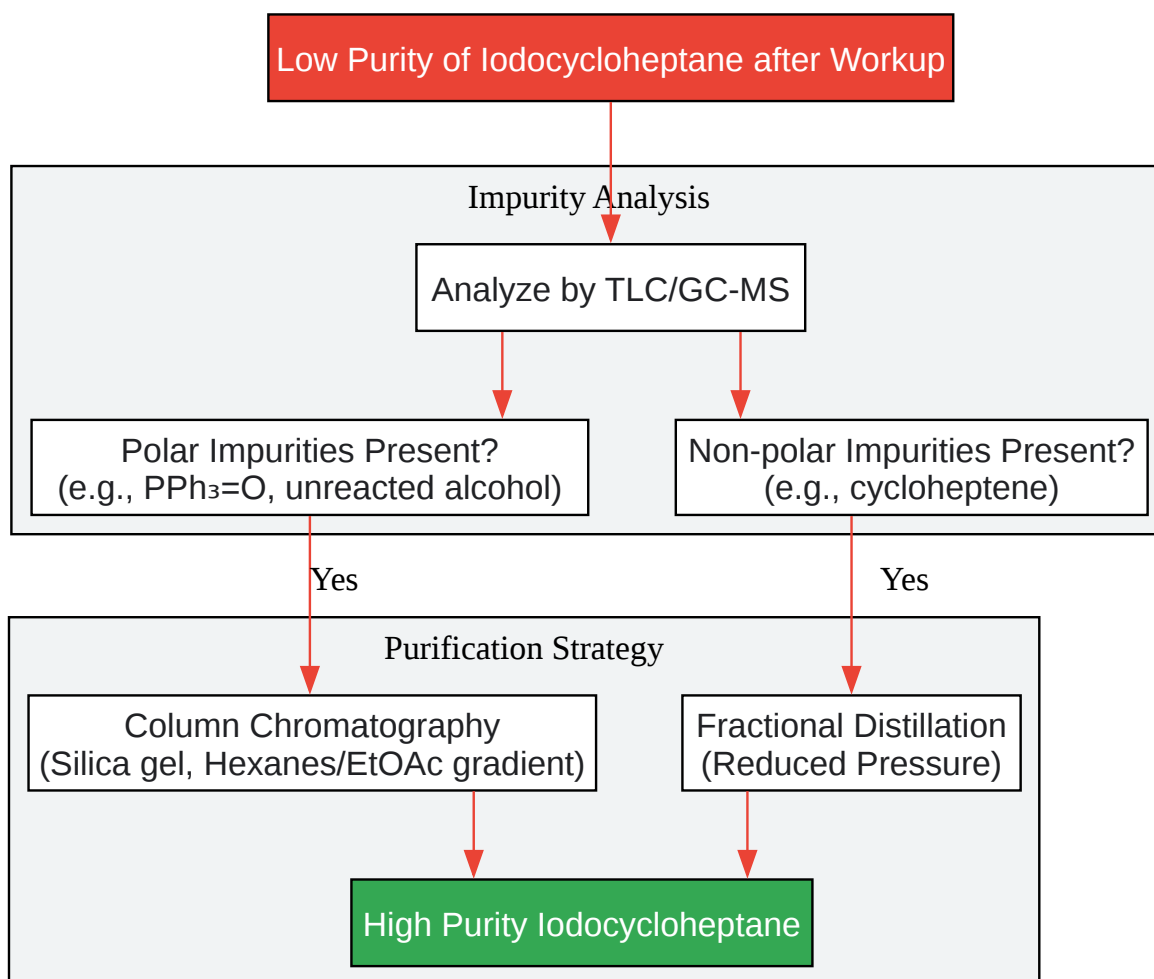 Low Purity of Iodocycloheptane after Workup
Impurity Analysis
Analyze by TLC/GC-MS
Polar Impurities Present?
(e.g., PPh₃=O, unreacted alcohol)
Non-polar Impurities Present?
(e.g., cycloheptene)
Yes
Yes
Purification Strategy
Column Chromatography
(Silica gel, Hexanes/EtOAc gradient)
Fractional Distillation
(Reduced Pressure)
High Purity Iodocycloheptane